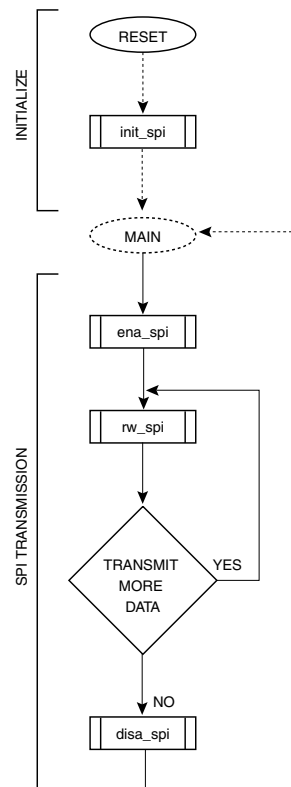 INITIALIZE
RESET
init_spi
MAIN
SPI TRANSMISSION
ena_spi
rw_spi
TRANSMIT
MORE
DATA
YES
NO
disa_spi